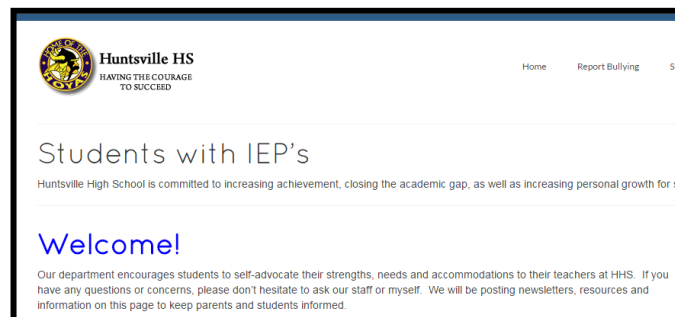 HOME OF THE
HOYAS
Huntsville HS
HAVING THE COURAGE
TO SUCCEED
Home Report Bullying S
Students with IEP's
Huntsville High School is committed to increasing achievement, closing the academic gap, as well as increasing personal growth for s
Welcome!
Our department encourages students to self-advocate their strengths, needs and accommodations to their teachers at HHS.  If you
have any questions or concerns, please don't hesitate to ask our staff or myself.  We will be posting newsletters, resources and
information on this page to keep parents and students informed.